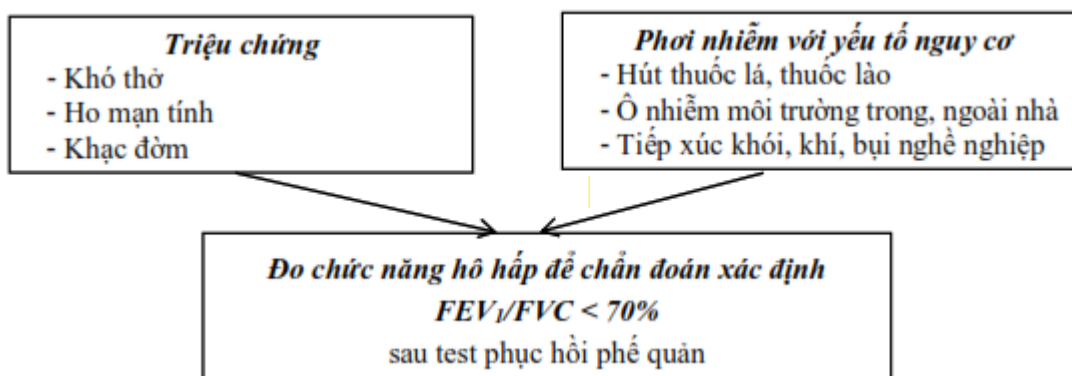 Triệu chứng
- Khó thở
- Ho mạn tính
- Khạc đờm
Phơi nhiễm với yếu tố nguy cơ
- Hút thuốc lá, thuốc lào
- Ô nhiễm môi trường trong, ngoài nhà
- Tiếp xúc khói, khí, bụi nghề nghiệp
Đo chức năng hô hấp để chẩn đoán xác định
FEV₁/FVC < 70%
sau test phục hồi phế quản